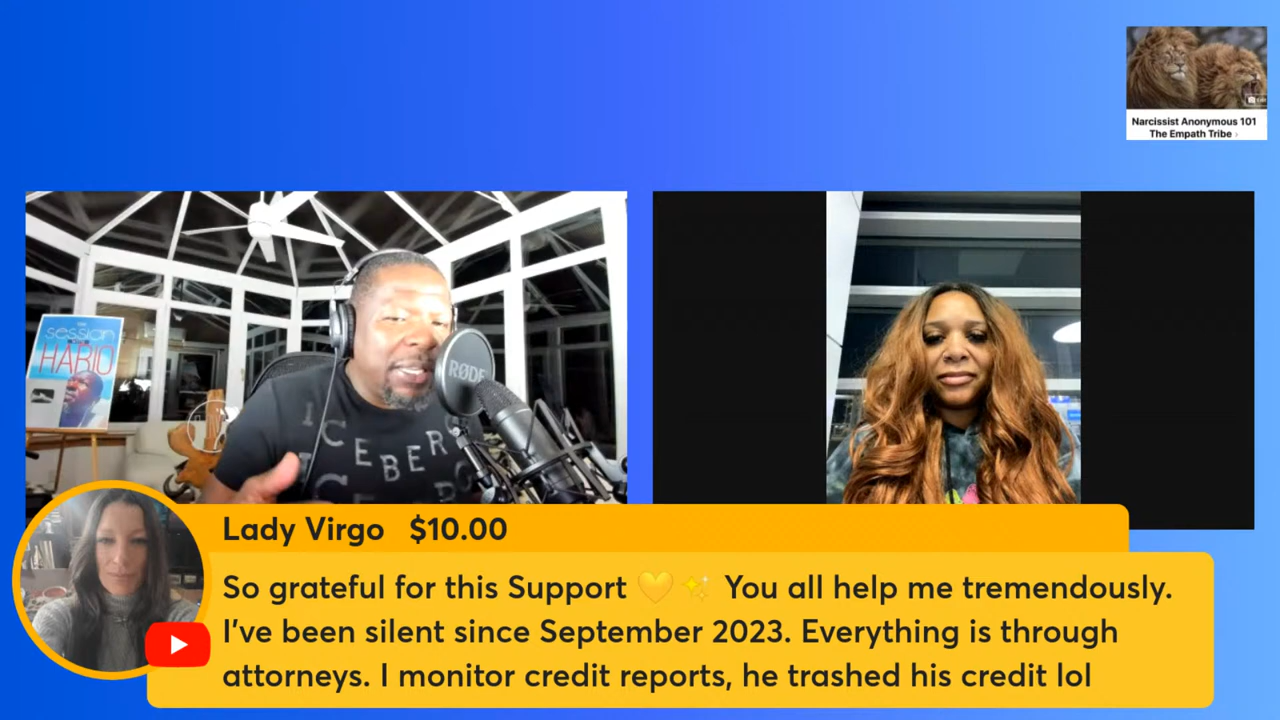 Narcissist Anonymous 101
The Empath Tribe ›
session
HABIO
RØDE
ICEBERG
Lady Virgo $10.00
So grateful for this Support 💛✨ You all help me tremendously.
I've been silent since September 2023. Everything is through
attorneys. I monitor credit reports, he trashed his credit lol